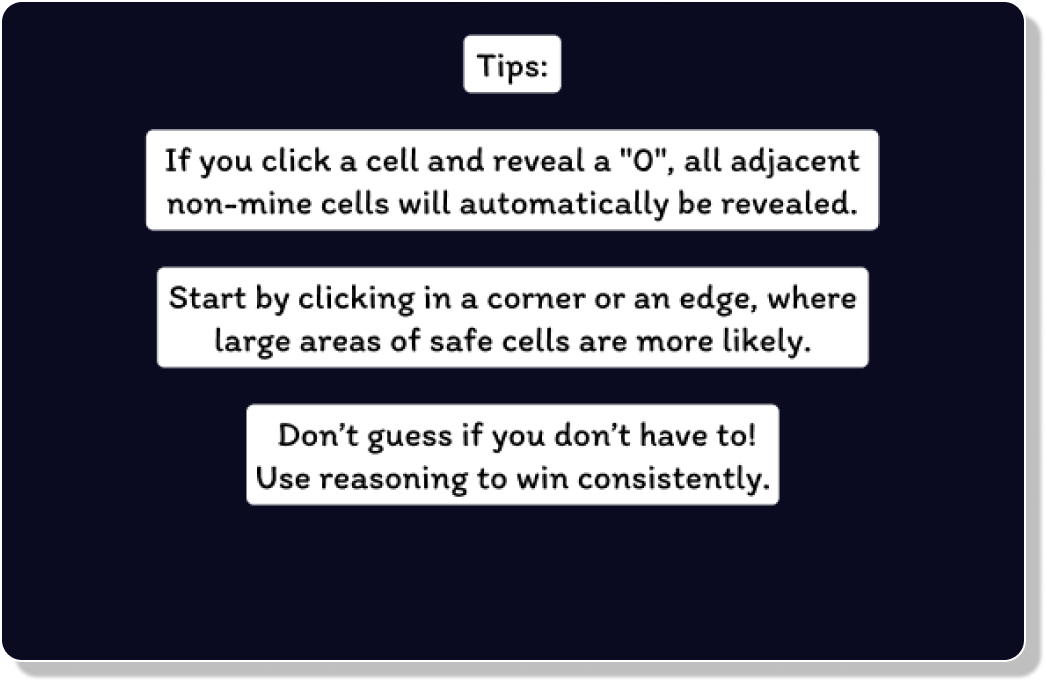 Tips:
If you click a cell and reveal a "0", all adjacent
non-mine cells will automatically be revealed.
Start by clicking in a corner or an edge, where
large areas of safe cells are more likely.
Don’t guess if you don’t have to!
Use reasoning to win consistently.